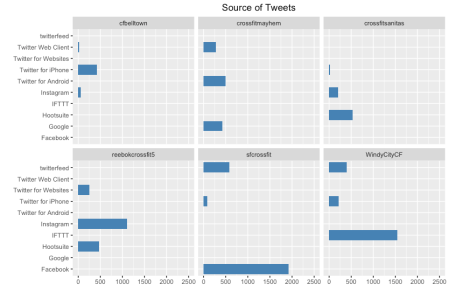 Source of Tweets
cfbelltown crossfitmayhem crossfitsanitas
twitterfeed
Twitter Web Client
Twitter for Websites
Twitter for iPhone
Twitter for Android
Instagram
IFTTT
Hootsuite
Google
Facebook
reebokcrossfit5 sfcrossfit WindyCityCF
twitterfeed
Twitter Web Client
Twitter for Websites
Twitter for iPhone
Twitter for Android
Instagram
IFTTT
Hootsuite
Google
Facebook
0 500 1000 1500 2000 2500 0 500 1000 1500 2000 2500 0 500 1000 1500 2000 2500